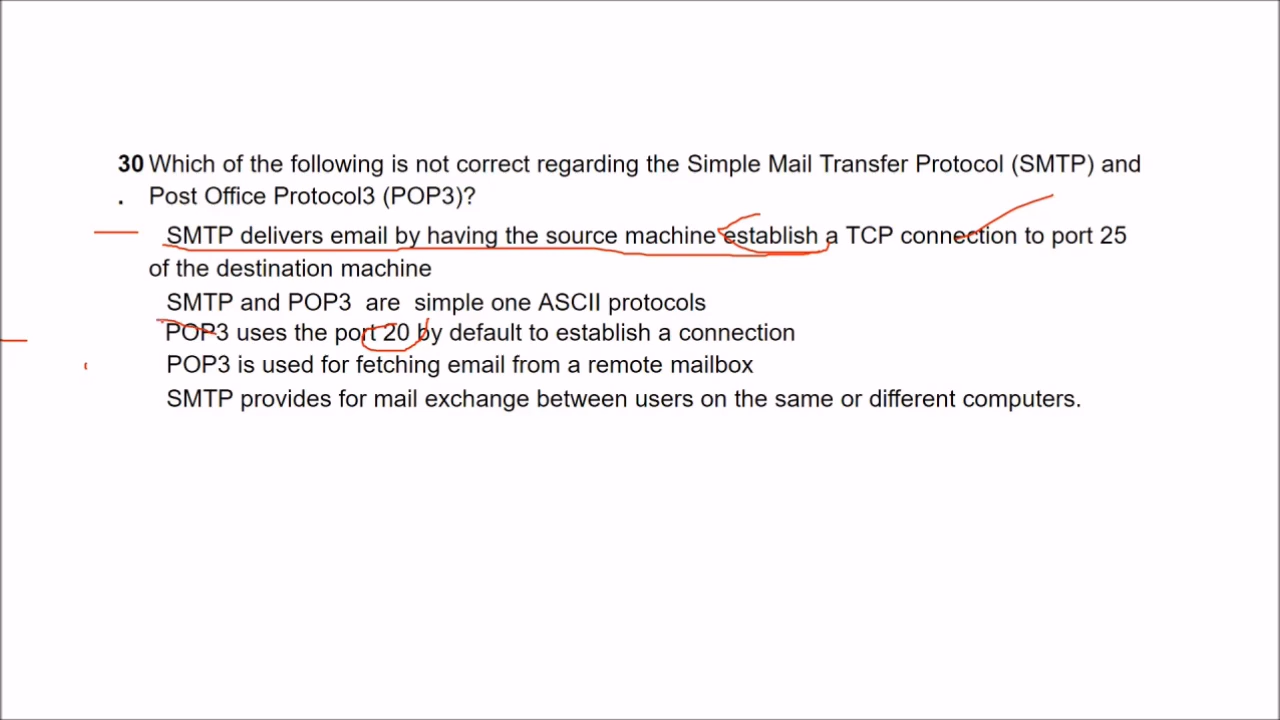 30 Which of the following is not correct regarding the Simple Mail Transfer Protocol (SMTP) and
. Post Office Protocol3 (POP3)?
SMTP delivers email by having the source machine establish a TCP connection to port 25
of the destination machine
SMTP and POP3 are simple one ASCII protocols
POP3 uses the port 20 by default to establish a connection
POP3 is used for fetching email from a remote mailbox
SMTP provides for mail exchange between users on the same or different computers.